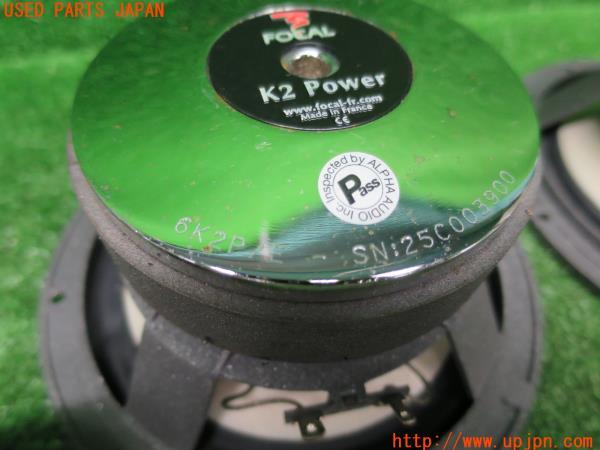 USED PARTS JAPAN
FOCAL
K2 Power
www.focal-fr.com
Made in France
CE
Inspected by ALPHA AUDIO Inc
Pass
6K2P
SN:25C003900
http://www.upjpn.com/